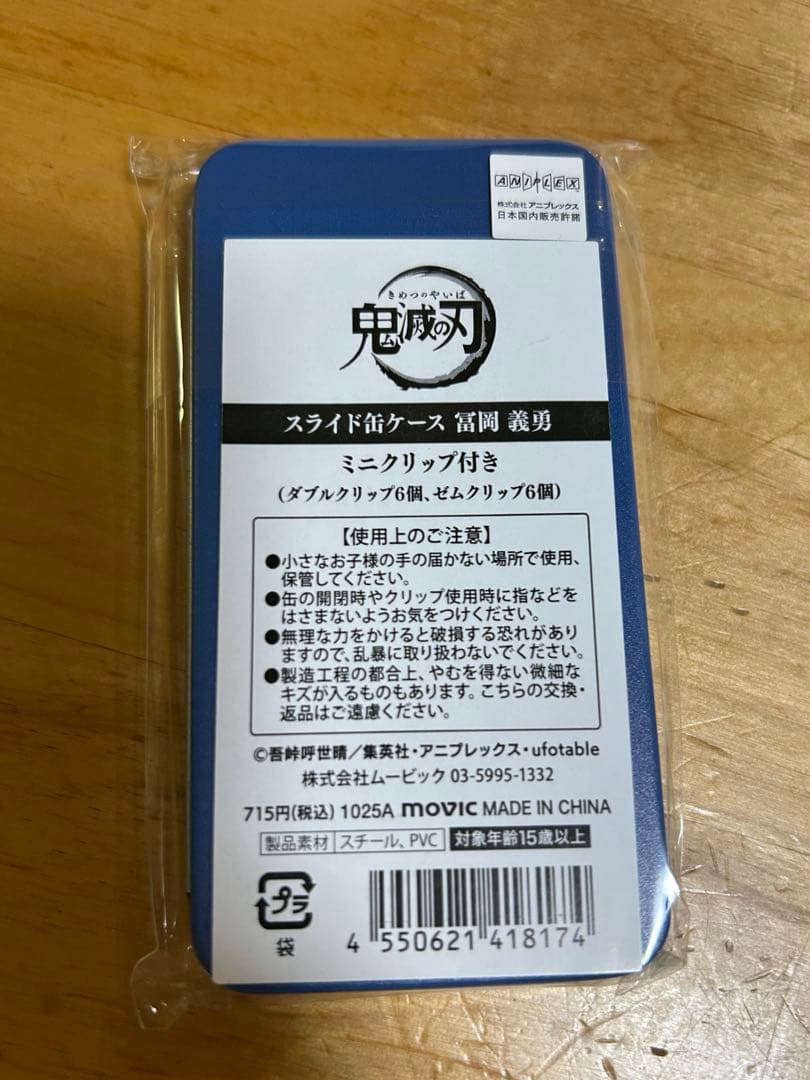 ANIPLEX
株式会社アニプレックス
日本国内販売許諾
きめつのやいば
鬼滅の刃
スライド缶ケース 冨岡 義勇
ミニクリップ付き
(ダブルクリップ6個、ゼムクリップ6個)
【使用上のご注意】
●小さなお子様の手の届かない場所で使用、
保管してください。
●缶の開閉時やクリップ使用時に指などを
はさまないようお気をつけください。
●無理な力をかけると破損する恐れがあり
ますので、乱暴に取り扱わないでください。
●製造工程の都合上、やむを得ない微細な
キズが入るものもあります。こちらの交換・
返品はご遠慮ください。
©吾峠呼世晴／集英社・アニプレックス・ufotable
株式会社ムービック 03-5995-1332
715円(税込) 1025A movic MADE IN CHINA
製品素材 スチール、PVC 対象年齢15歳以上
プラ
袋
4 550621 418174